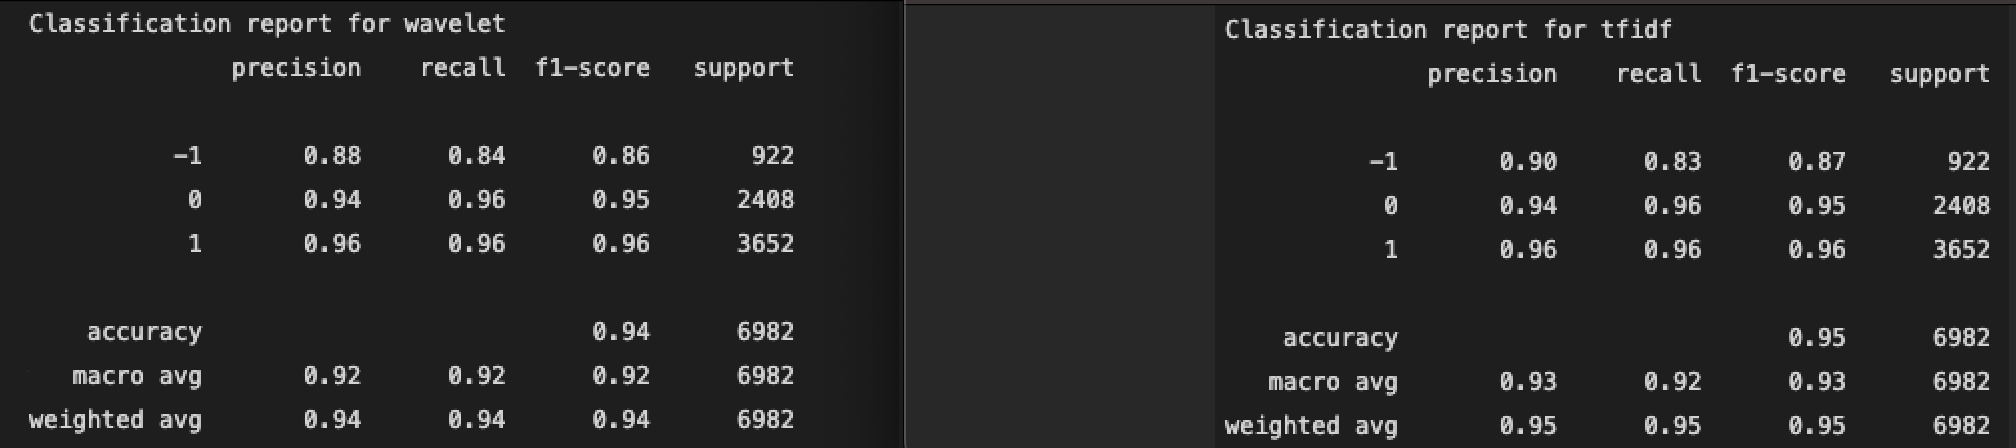 Classification report for wavelet
precision recall f1-score support
-1 0.88 0.84 0.86 922
0 0.94 0.96 0.95 2408
1 0.96 0.96 0.96 3652
accuracy 0.94 6982
macro avg 0.92 0.92 0.92 6982
weighted avg 0.94 0.94 0.94 6982
Classification report for tfidf
precision recall f1-score support
-1 0.90 0.83 0.87 922
0 0.94 0.96 0.95 2408
1 0.96 0.96 0.96 3652
accuracy 0.95 6982
macro avg 0.93 0.92 0.93 6982
weighted avg 0.95 0.95 0.95 6982